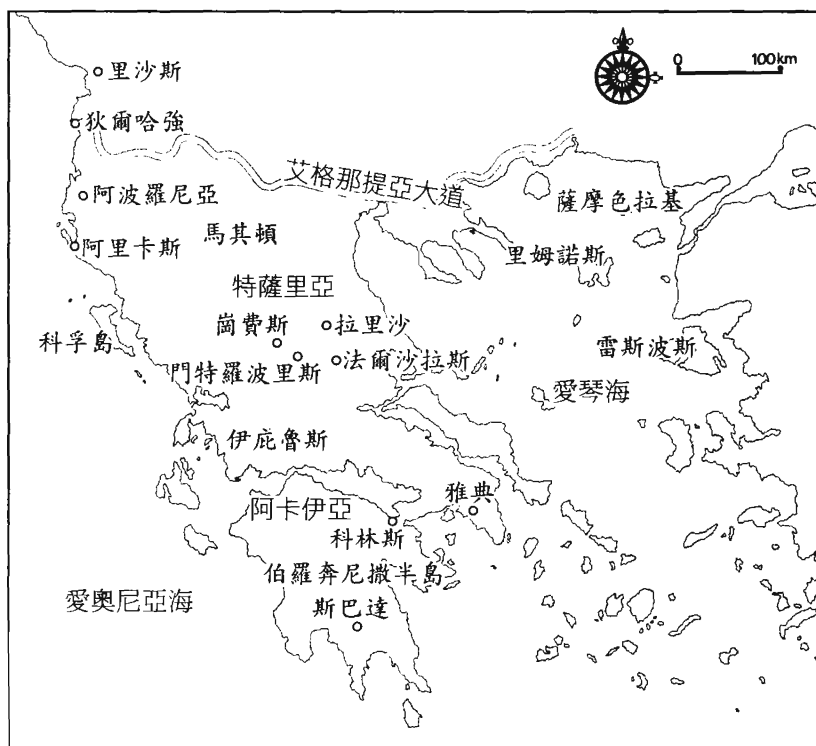 0 100km
里沙斯
狄爾哈強
艾格那提亞大道
阿波羅尼亞
薩摩色拉基
馬其頓
阿里卡斯
里姆諾斯
特薩里亞
崗費斯
拉里沙
科孚島
雷斯波斯
門特羅波里斯
法爾沙拉斯
愛琴海
伊庇魯斯
雅典
阿卡伊亞
科林斯
伯羅奔尼撒半島
愛奧尼亞海
斯巴達